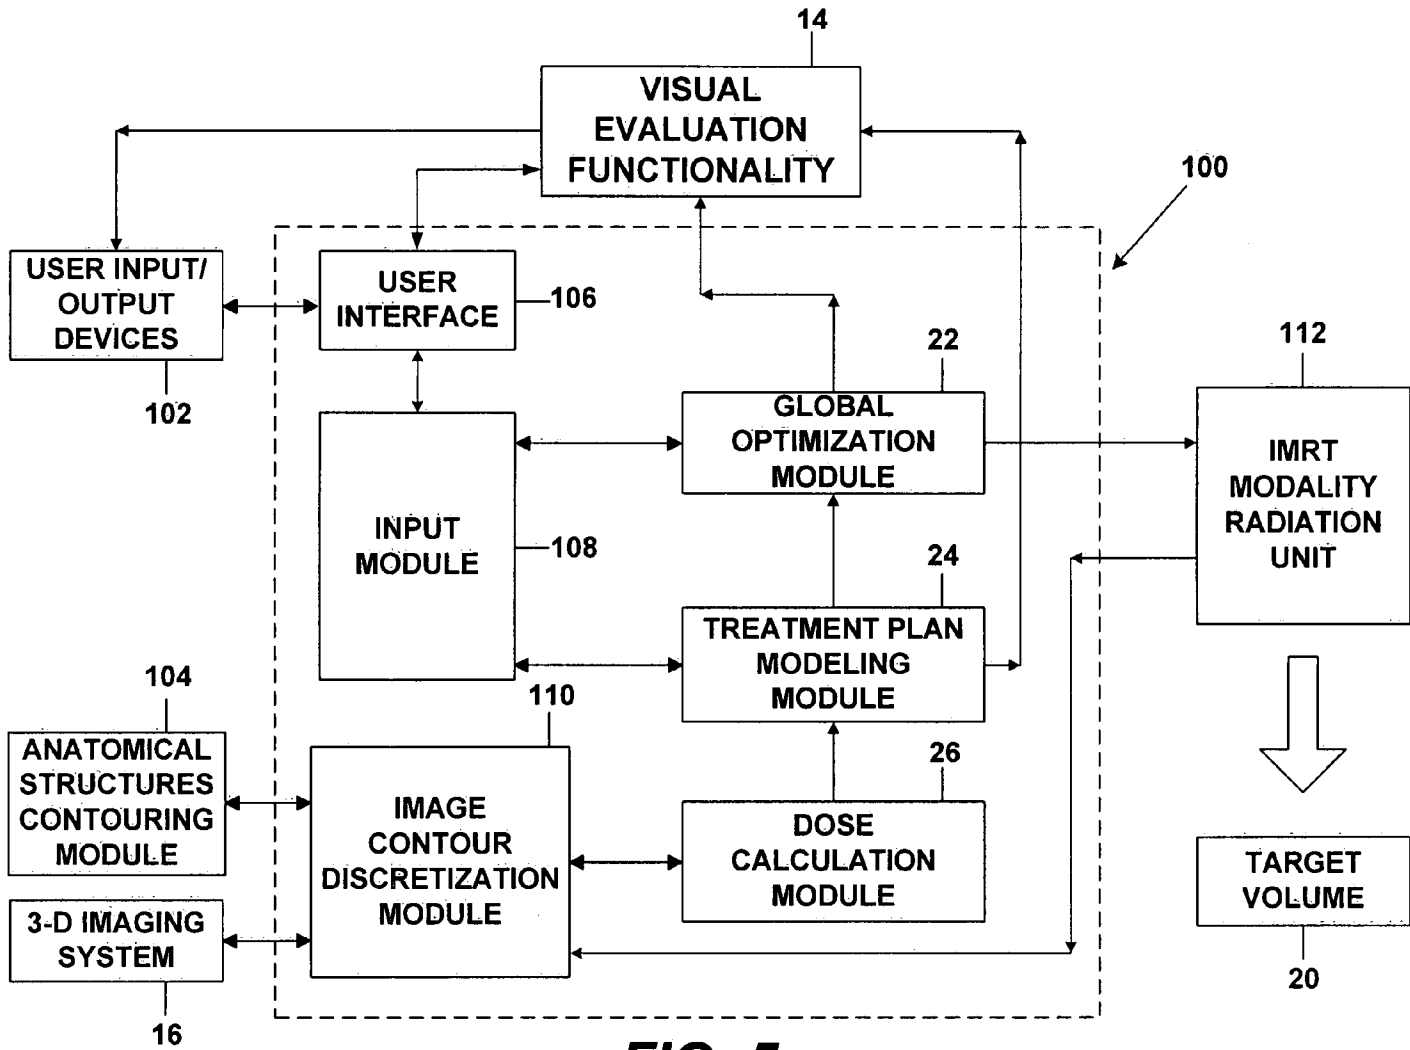 14
VISUAL
EVALUATION
FUNCTIONALITY
100
USER INPUT/
OUTPUT
DEVICES
102
USER
INTERFACE
106
22
GLOBAL
OPTIMIZATION
MODULE
112
IMRT
MODALITY
RADIATION
UNIT
INPUT
MODULE
108
24
TREATMENT PLAN
MODELING
MODULE
104
ANATOMICAL
STRUCTURES
CONTOURING
MODULE
110
IMAGE
CONTOUR
DISCRETIZATION
MODULE
26
DOSE
CALCULATION
MODULE
TARGET
VOLUME
20
3-D IMAGING
SYSTEM
16
FIG. 5